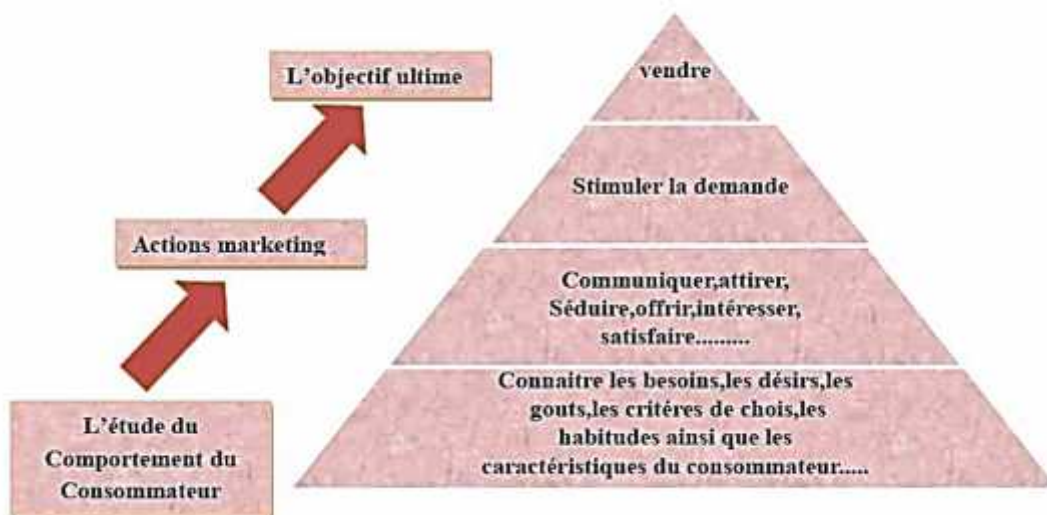 L'objectif ultime
Actions marketing
L'étude du
Comportement du
Consommateur
vendre
Stimuler la demande
Communiquer,attirer,
Séduire,offrir,intéresser,
satisfaire.........
Connaitre les besoins,les désirs,les
gouts,les critéres de chois,les
habitudes ainsi que les
caractéristiques du consommateur.....